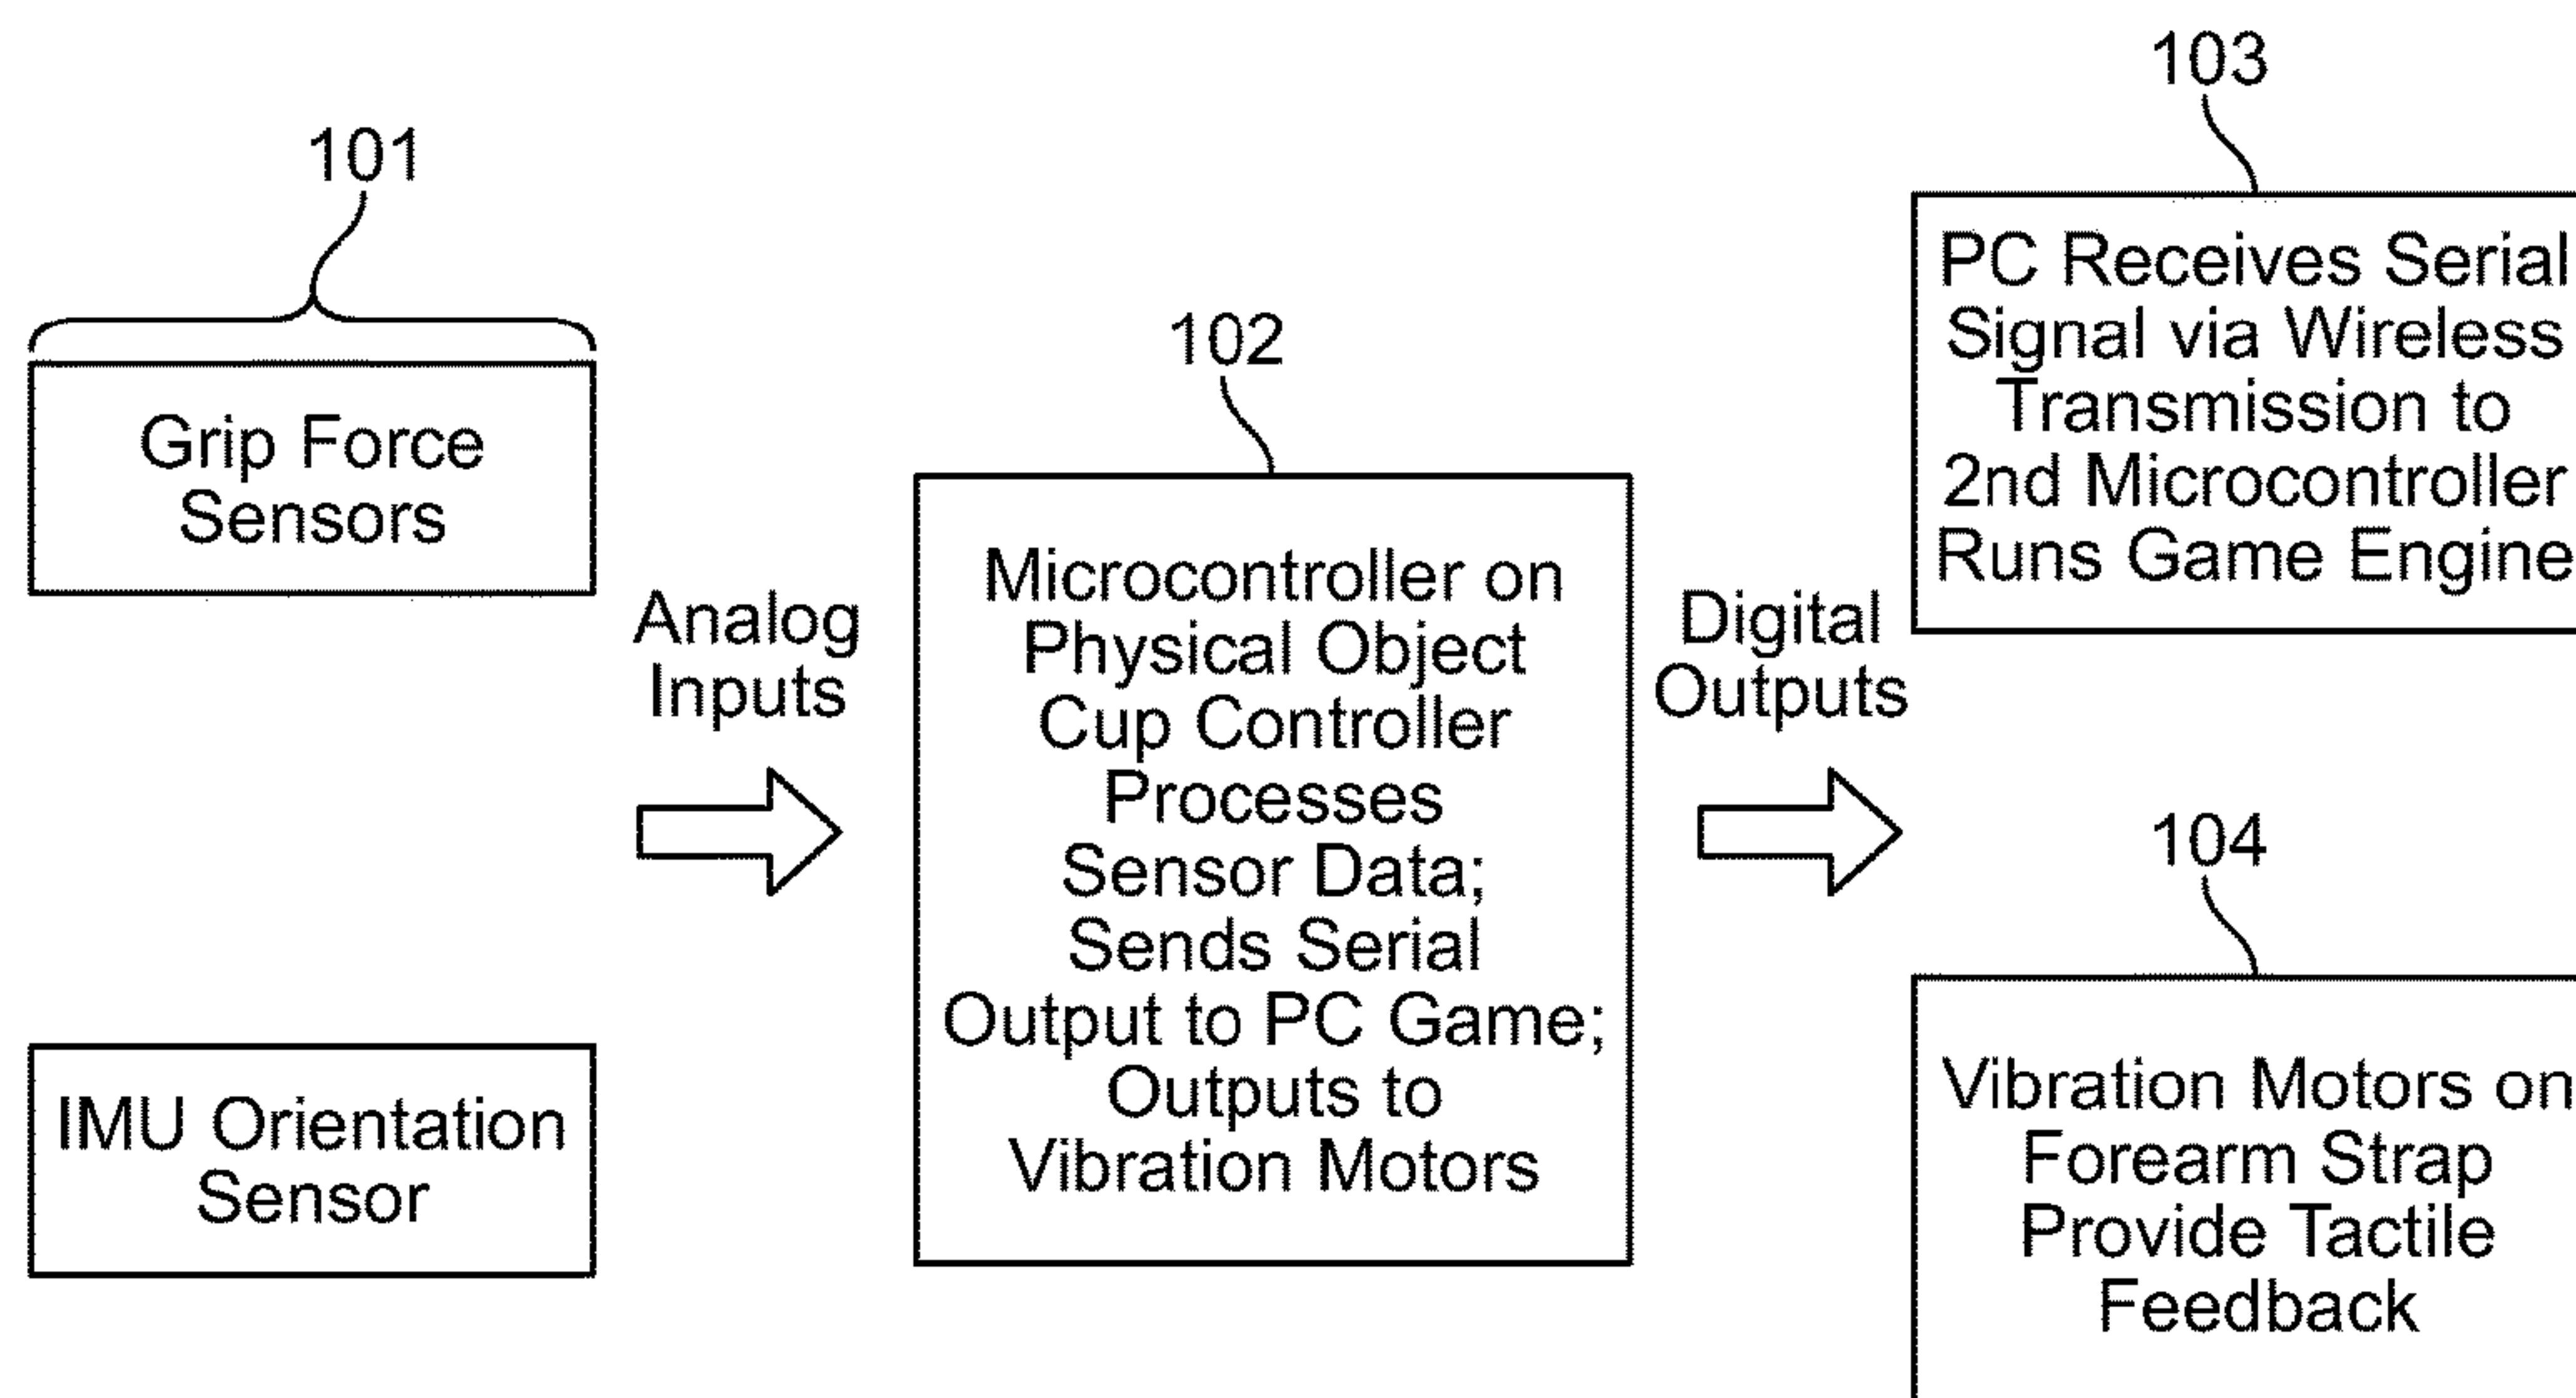 101
Grip Force
Sensors
IMU Orientation
Sensor
Analog
Inputs
102
Microcontroller on
Physical Object
Cup Controller
Processes
Sensor Data;
Sends Serial
Output to PC Game;
Outputs to
Vibration Motors
Digital
Outputs
103
PC Receives Serial
Signal via Wireless
Transmission to
2nd Microcontroller
Runs Game Engine
104
Vibration Motors on
Forearm Strap
Provide Tactile
Feedback